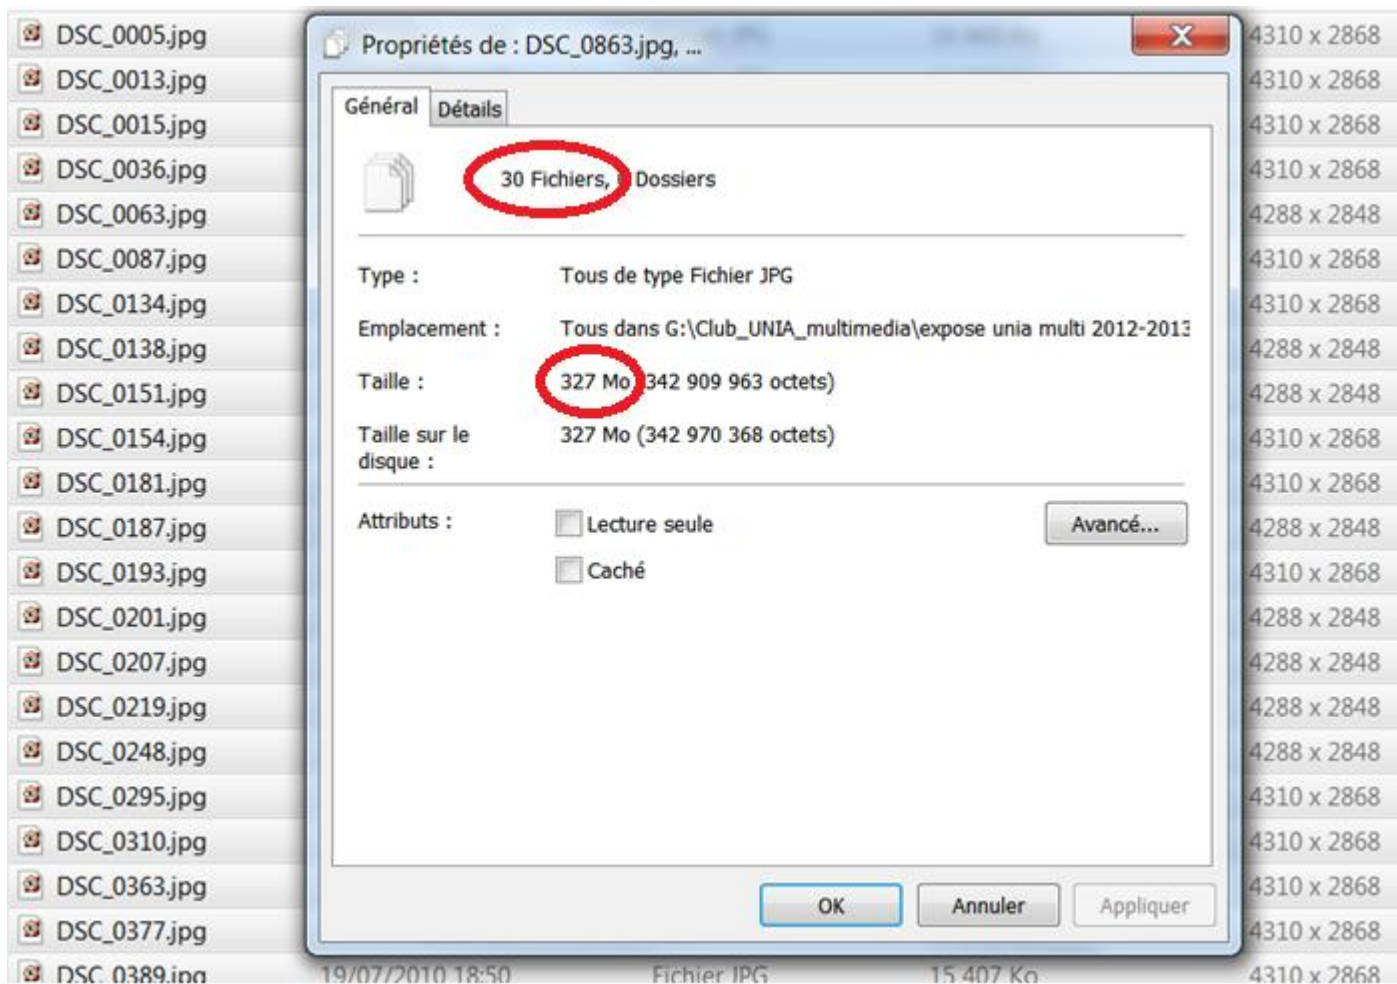 DSC_0005.jpg
4310 x 2868
DSC_0013.jpg
4310 x 2868
DSC_0015.jpg
4310 x 2868
DSC_0036.jpg
4310 x 2868
DSC_0063.jpg
4288 x 2848
DSC_0087.jpg
4310 x 2868
DSC_0134.jpg
4310 x 2868
DSC_0138.jpg
4288 x 2848
DSC_0151.jpg
4288 x 2848
DSC_0154.jpg
4310 x 2868
DSC_0181.jpg
4310 x 2868
DSC_0187.jpg
4288 x 2848
DSC_0193.jpg
4310 x 2868
DSC_0201.jpg
4288 x 2848
DSC_0207.jpg
4288 x 2848
DSC_0219.jpg
4288 x 2848
DSC_0248.jpg
4288 x 2848
DSC_0295.jpg
4310 x 2868
DSC_0310.jpg
4310 x 2868
DSC_0363.jpg
4310 x 2868
DSC_0377.jpg
4310 x 2868
DSC_0389.jpg 19/07/2010 18:50 Fichier JPG 15 407 Ko 4310 x 2868
Propriétés de : DSC_0863.jpg, ...
Général Détails
30 Fichiers, Dossiers
Type : Tous de type Fichier JPG
Emplacement : Tous dans G:\Club_UNIA_multimedia\expose unia multi 2012-2013
Taille : 327 Mo (342 909 963 octets)
Taille sur le
disque :
327 Mo (342 970 368 octets)
Attributs : Lecture seule
Avancé...
Caché
OK Annuler Appliquer